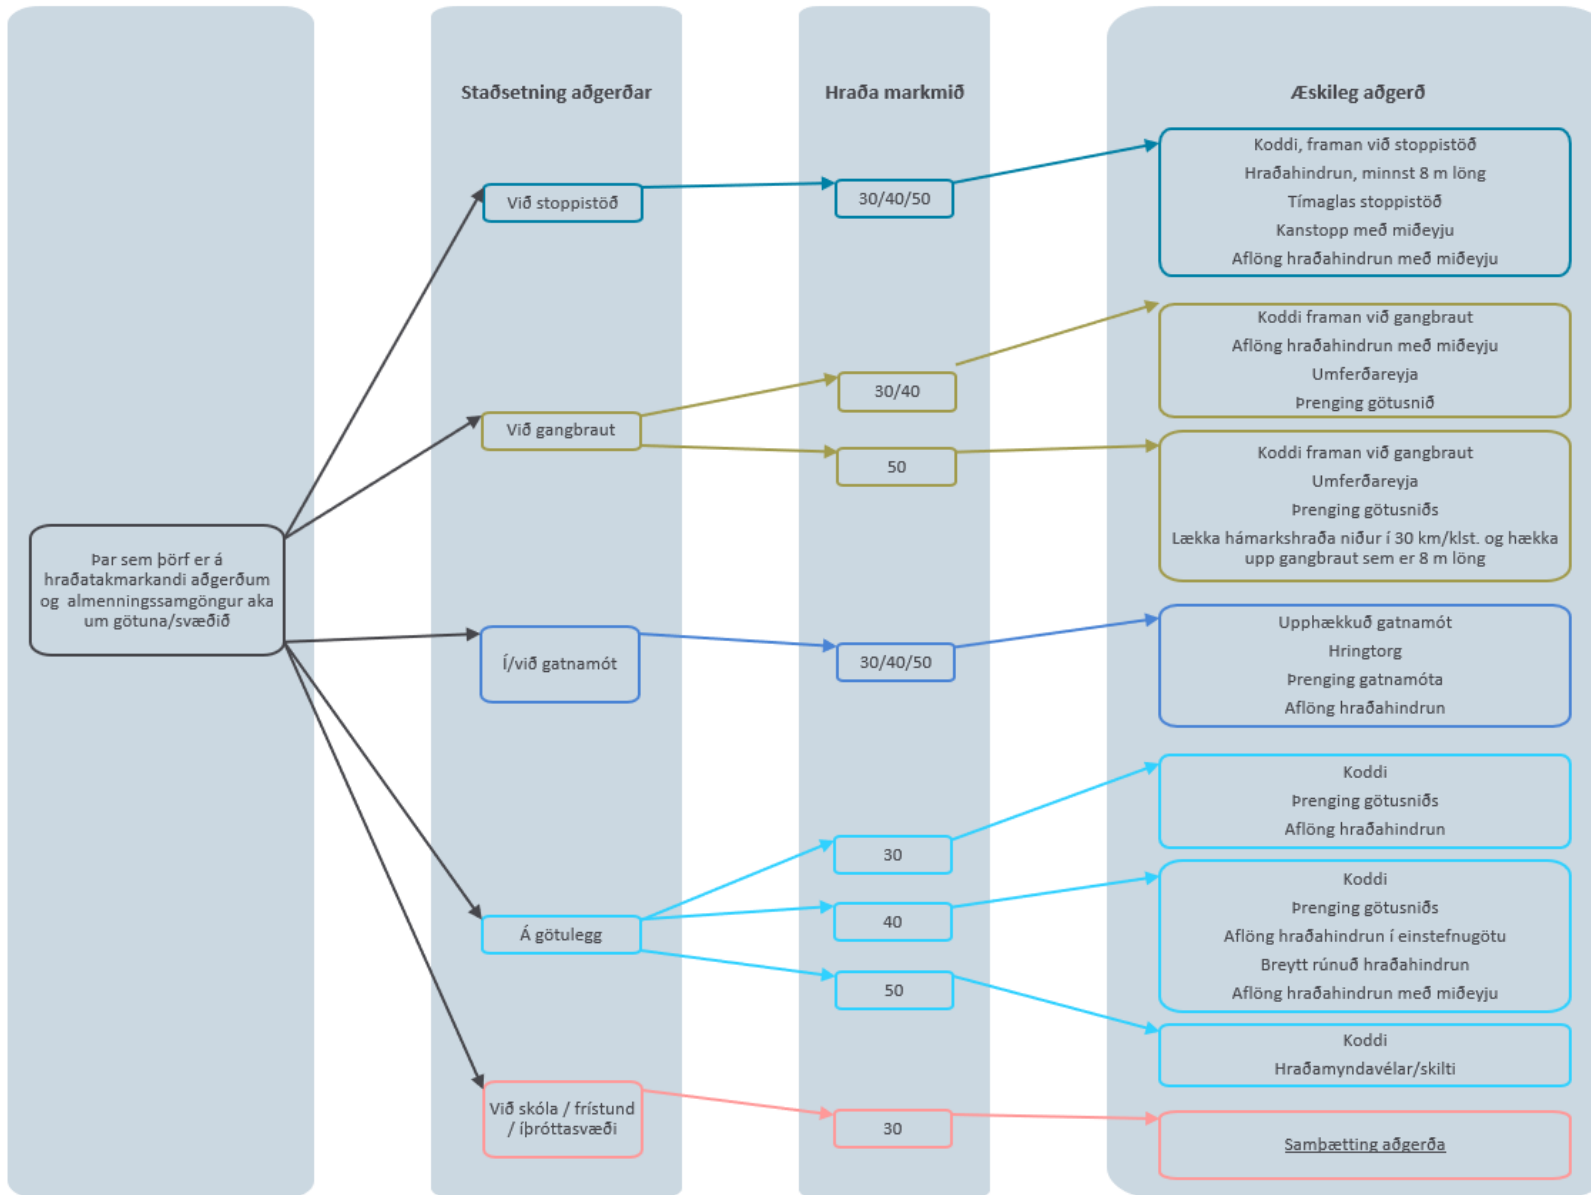 Staðsetning aðgerðar
Hraða markmið
Æskileg aðgerð
Þar sem þörf er á
hraðatakmarkandi aðgerðum
og almenningssamgöngur aka
um götuna/svæðið
Við stoppistöð
30/40/50
Koddi, framan við stoppistöð
Hraðahindrun, minnst 8 m löng
Tímaglas stoppistöð
Kanstopp með miðeyju
Aflöng hraðahindrun með miðeyju
Við gangbraut
30/40
Koddi framan við gangbraut
Aflöng hraðahindrun með miðeyju
Umferðareyja
Þrenging götusnið
50
Koddi framan við gangbraut
Umferðareyja
Þrenging götusniðs
Lækka hámarkshraða niður í 30 km/klst. og hækka
upp gangbraut sem er 8 m löng
Í/við gatnamót
30/40/50
Upphækkuð gatnamót
Hringtorg
Þrenging gatnamóta
Aflöng hraðahindrun
Á götulegg
30
Koddi
Þrenging götusniðs
Aflöng hraðahindrun
40
Koddi
Þrenging götusniðs
Aflöng hraðahindrun í einstefnugötu
Breytt rúnuð hraðahindrun
Aflöng hraðahindrun með miðeyju
50
Koddi
Hraðamyndavélar/skilti
Við skóla / frístund
/ íþróttasvæði
30
Samþætting aðgerða